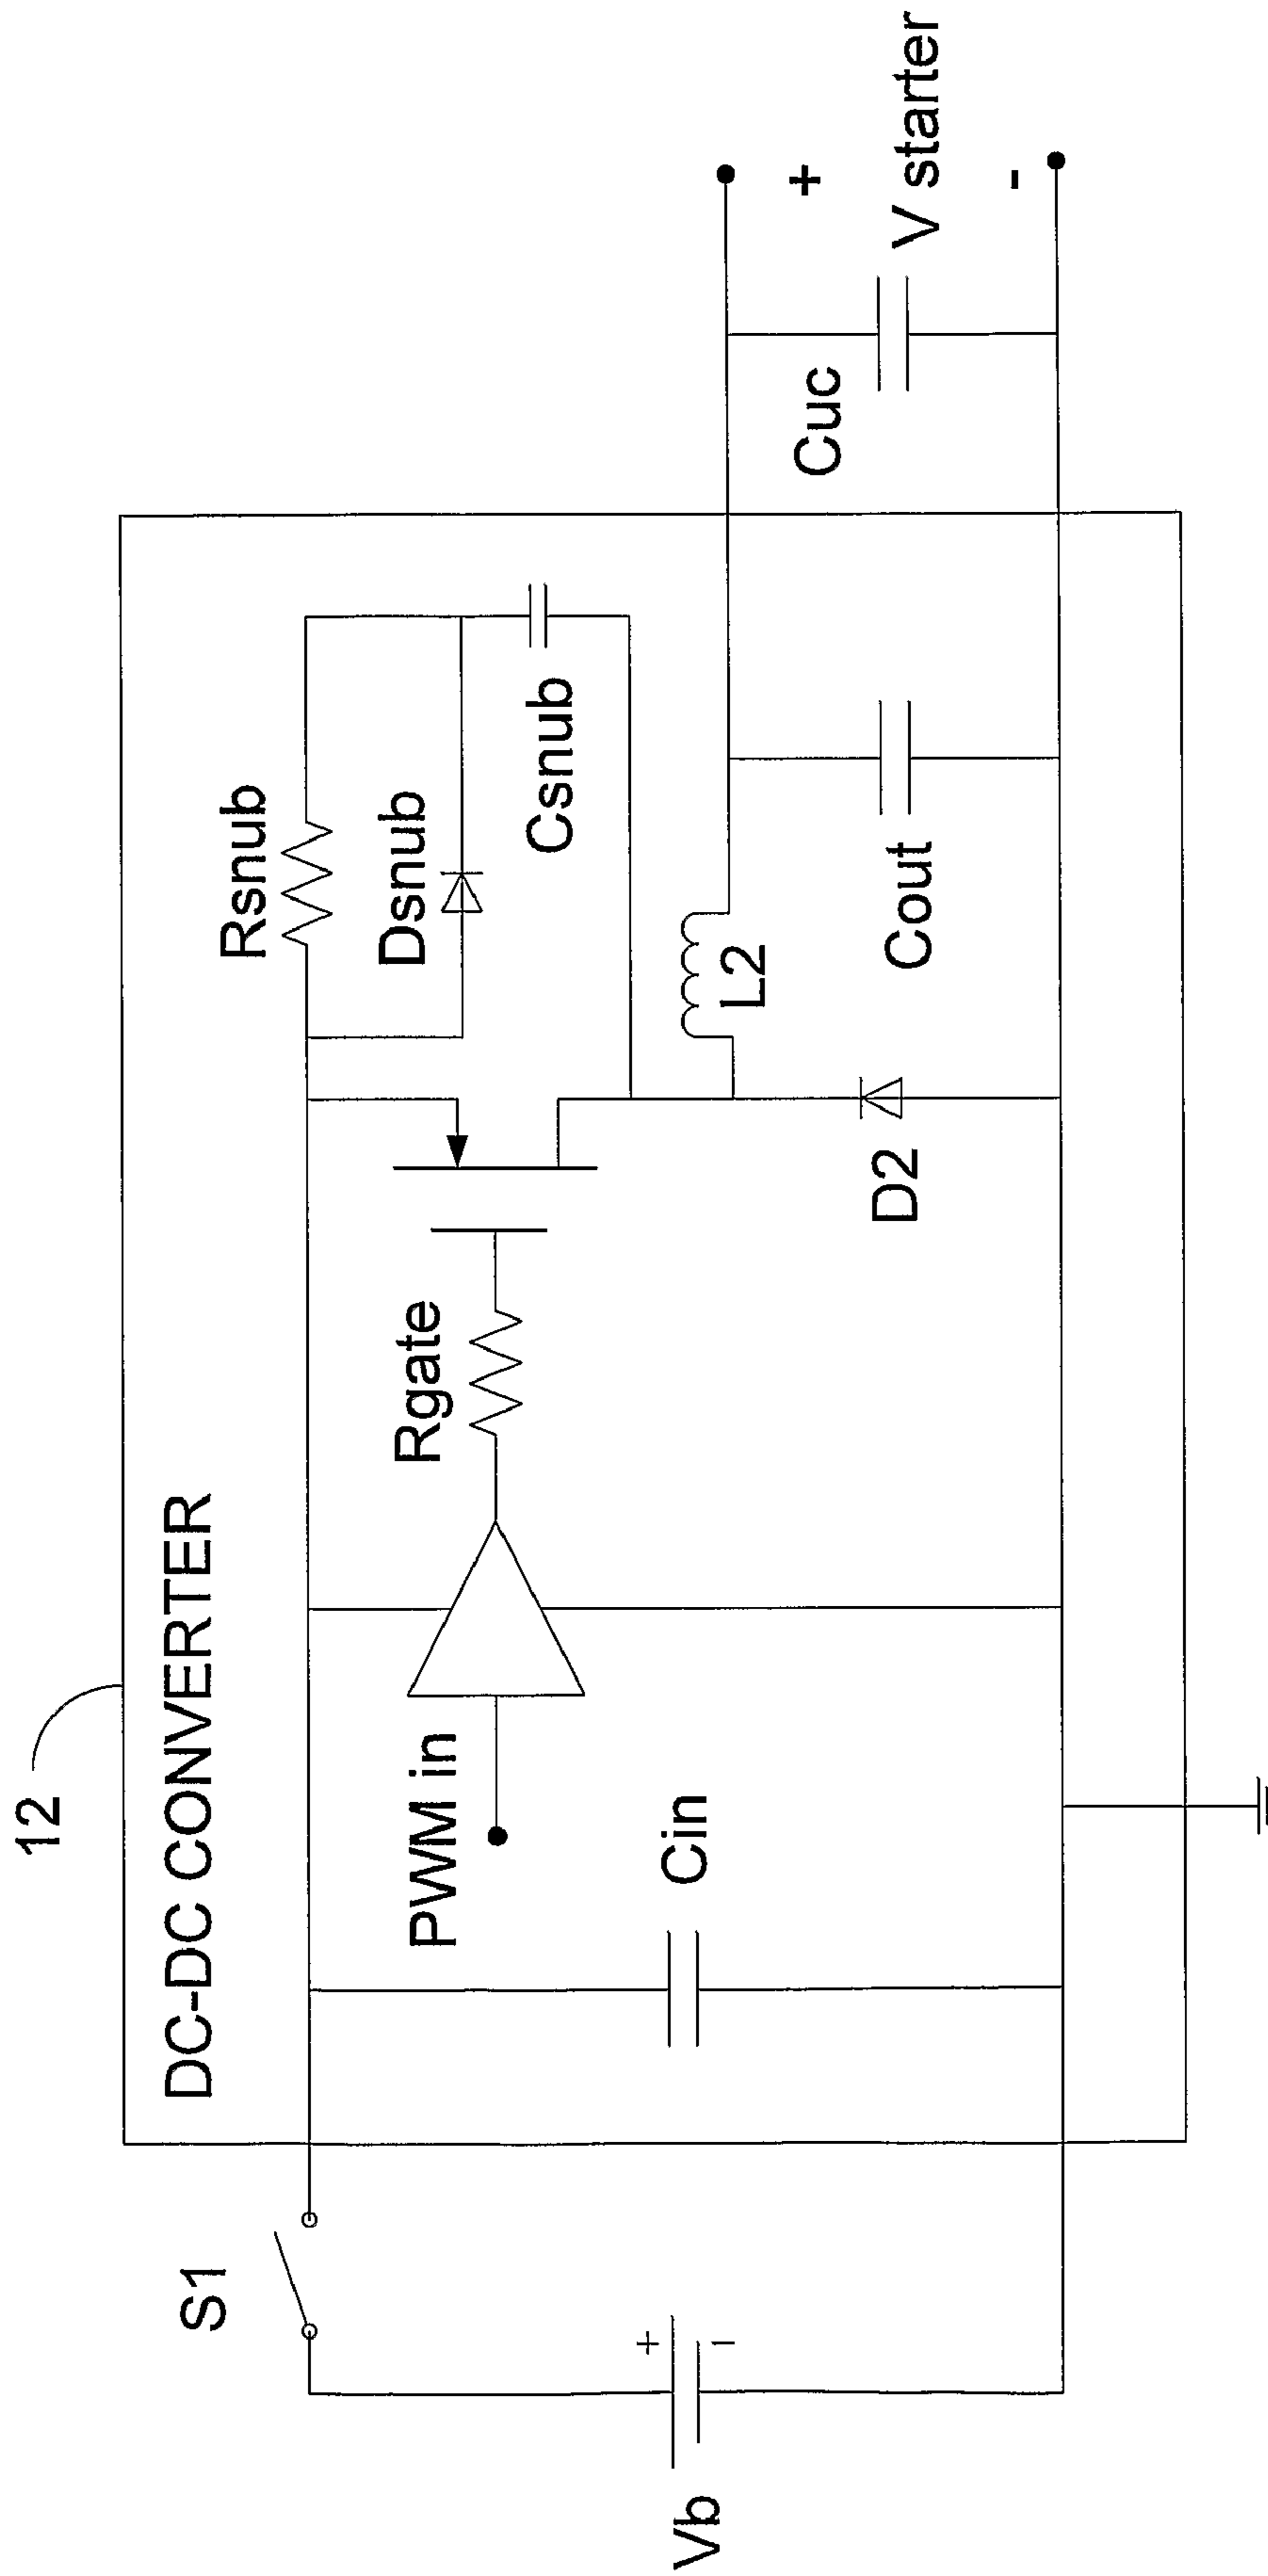 12
DC-DC CONVERTER
S1
Vb
+
–
PWM in
Cin
Rgate
Rsnub
Dsnub
Csnub
L2
D2
Cout
Cuc
+
V starter
-